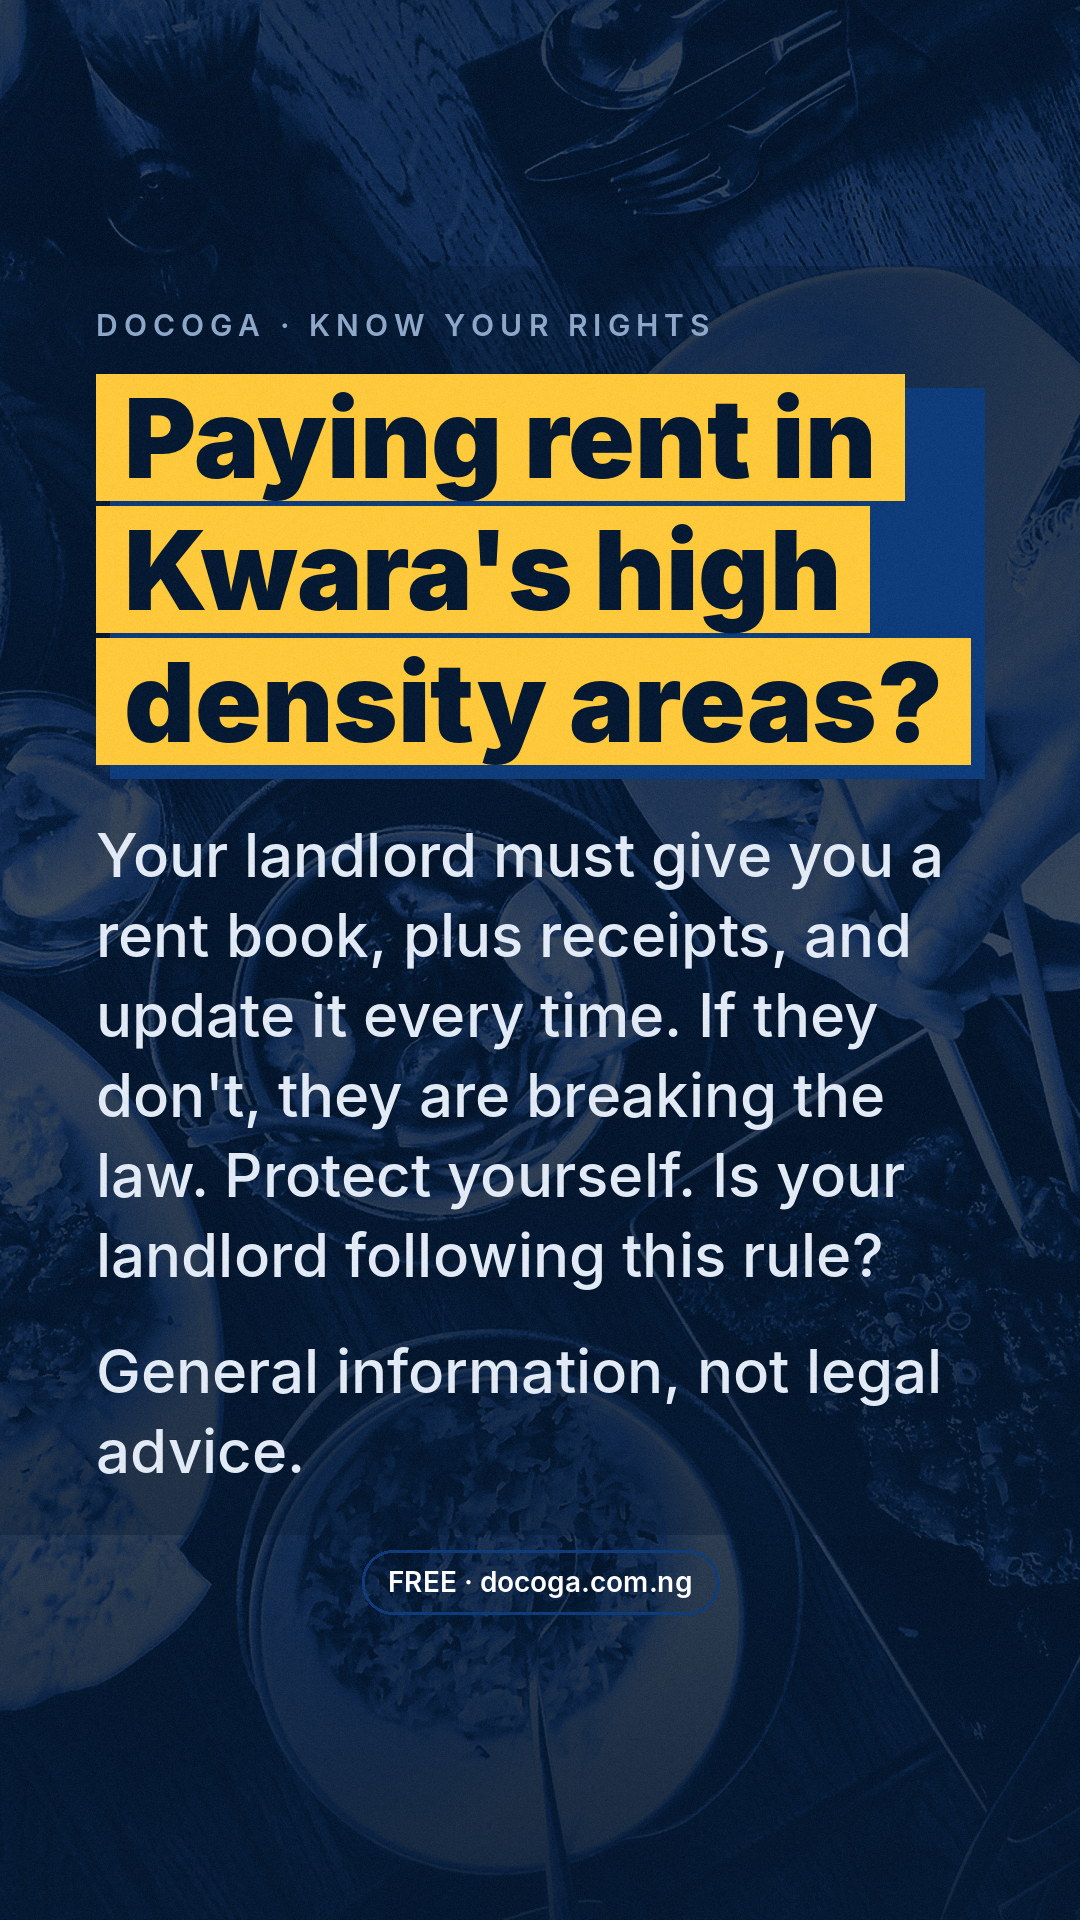 DOCOGA · KNOW YOUR RIGHTS
Paying rent in
Kwara's high
density areas?
Your landlord must give you a
rent book, plus receipts, and
update it every time. If they
don't, they are breaking the
law. Protect yourself. Is your
landlord following this rule?
General information, not legal
advice.
FREE · docoga.com.ng